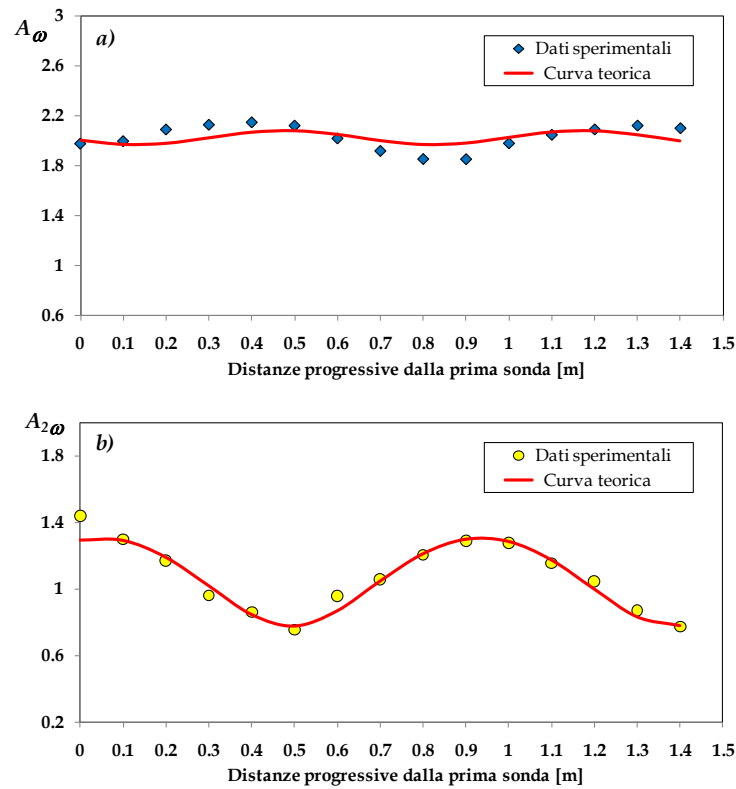 Aω
a)
3
2.6
2.2
1.8
1.4
1
0.6
Dati sperimentali
Curva teorica
0 0.1 0.2 0.3 0.4 0.5 0.6 0.7 0.8 0.9 1 1.1 1.2 1.3 1.4 1.5
Distanze progressive dalla prima sonda [m]
A2ω
b)
1.8
1.4
1
0.6
0.2
Dati sperimentali
Curva teorica
0 0.1 0.2 0.3 0.4 0.5 0.6 0.7 0.8 0.9 1 1.1 1.2 1.3 1.4 1.5
Distanze progressive dalla prima sonda [m]